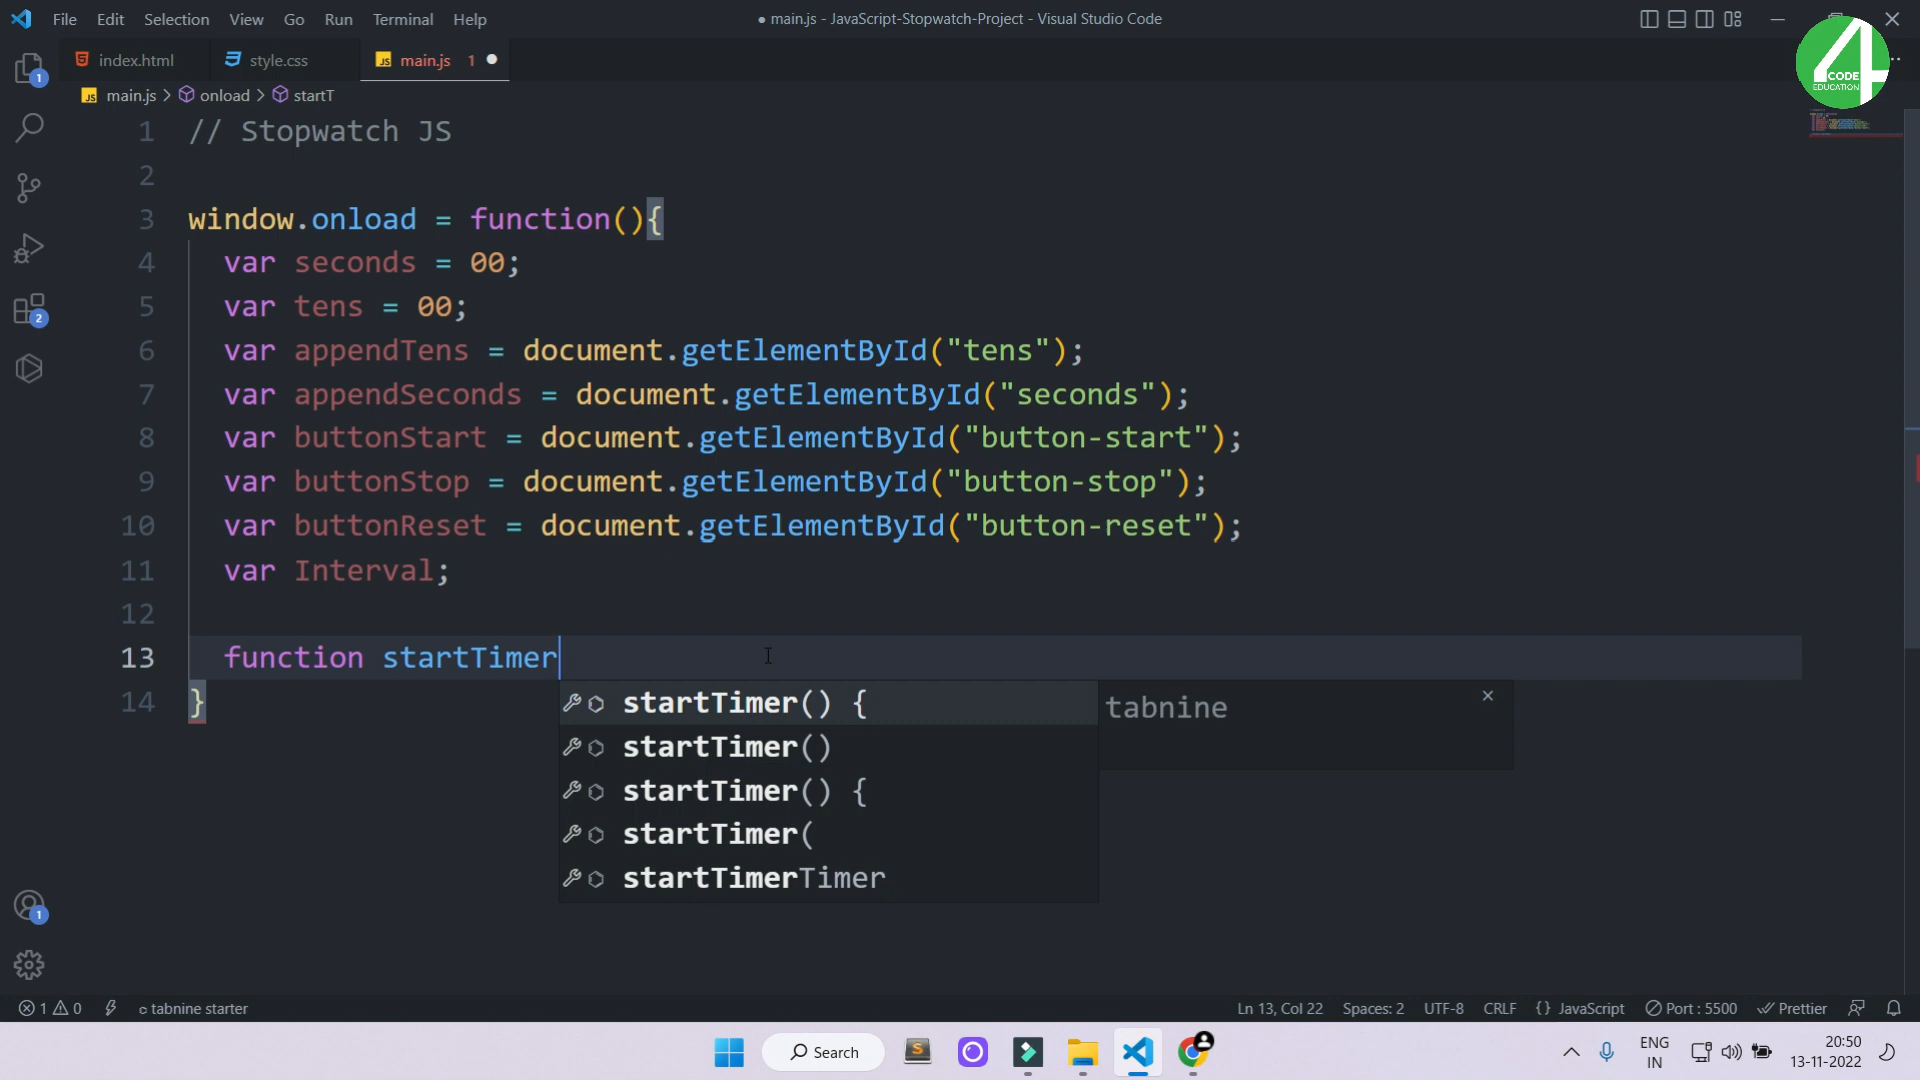 File Edit Selection View Go Run Terminal Help
● main.js - JavaScript-Stopwatch-Project - Visual Studio Code
4 CODE EDUCATION
index.html
style.css
JS main.js 1
JS main.js > onload > startT
1 // Stopwatch JS
2
3 window.onload = function(){
4 var seconds = 00;
5 var tens = 00;
6 var appendTens = document.getElementById("tens");
7 var appendSeconds = document.getElementById("seconds");
8 var buttonStart = document.getElementById("button-start");
9 var buttonStop = document.getElementById("button-stop");
10 var buttonReset = document.getElementById("button-reset");
11 var Interval;
12
13 function startTimer
14 }
startTimer() {
tabnine
startTimer()
startTimer() {
startTimer(
startTimerTimer
1
2
1
1 0
tabnine starter
Ln 13, Col 22
Spaces: 2
UTF-8
CRLF
{} JavaScript
Port : 5500
Prettier
Search
S
ENG
IN
20:50
13-11-2022